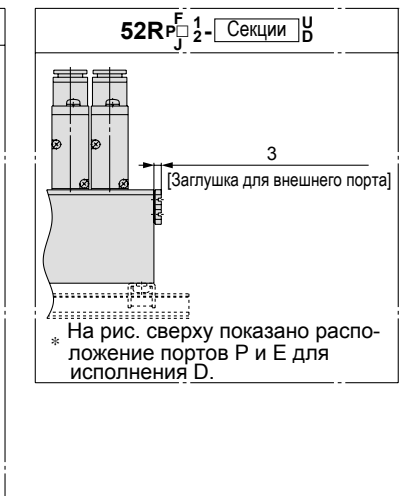 52RP F J □ 1 2 - Секции U D
3
[Заглушка для внешнего порта]
* На рис. сверху показано распо-
ложение портов P и E для
исполнения D.